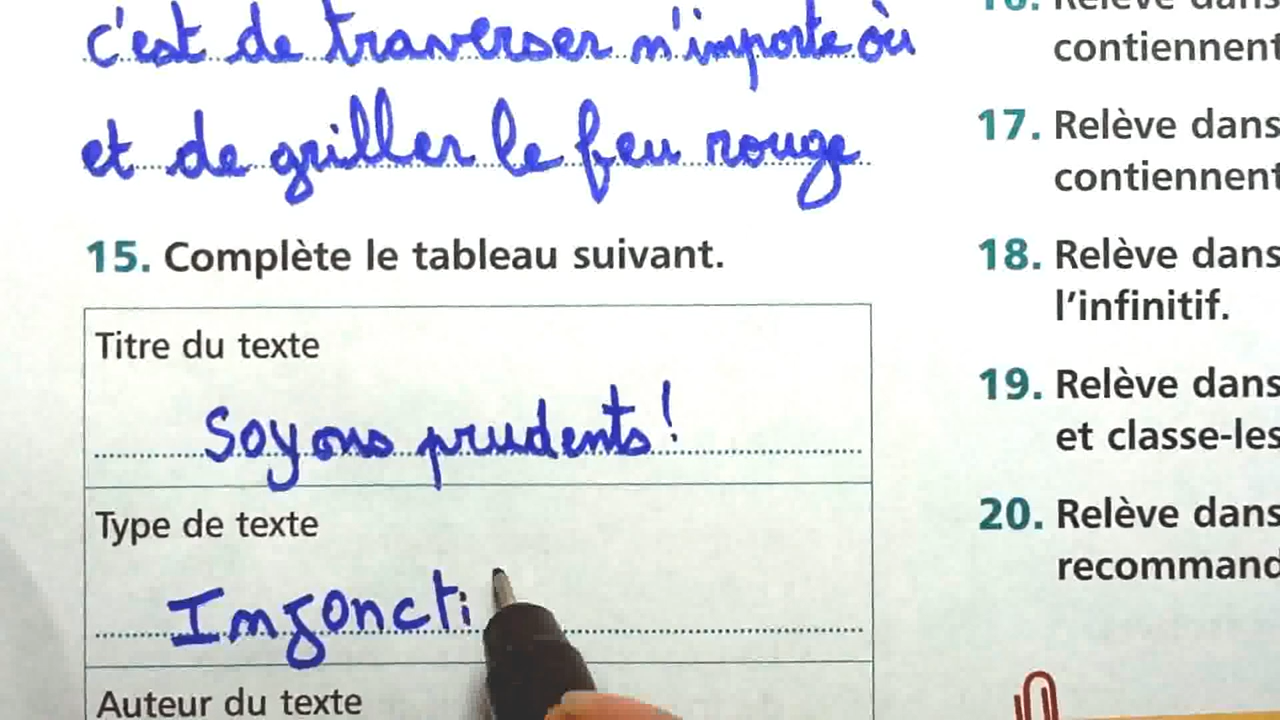 c'est de traverser n'importe où
et de griller le feu rouge
15. Complète le tableau suivant.
Titre du texte
Soyons prudents !
Type de texte
Injoncti
Auteur du texte
contiennent
17. Relève dans
contiennent
18. Relève dans
l'infinitif.
19. Relève dans
et classe-les
20. Relève dans
recommand